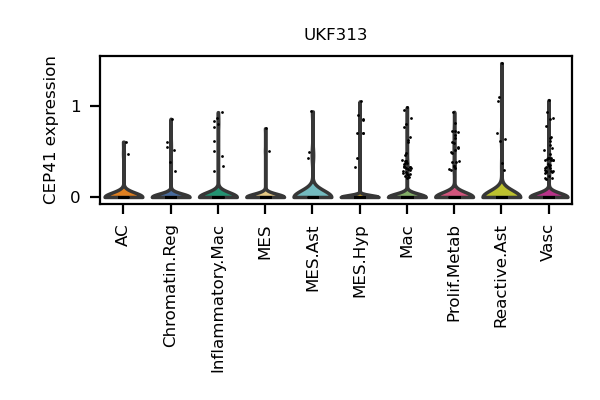 UKF313
CEP41 expression
1
0
AC
Chromatin.Reg
Inflammatory.Mac
MES
MES.Ast
MES.Hyp
Mac
Prolif.Metab
Reactive.Ast
Vasc